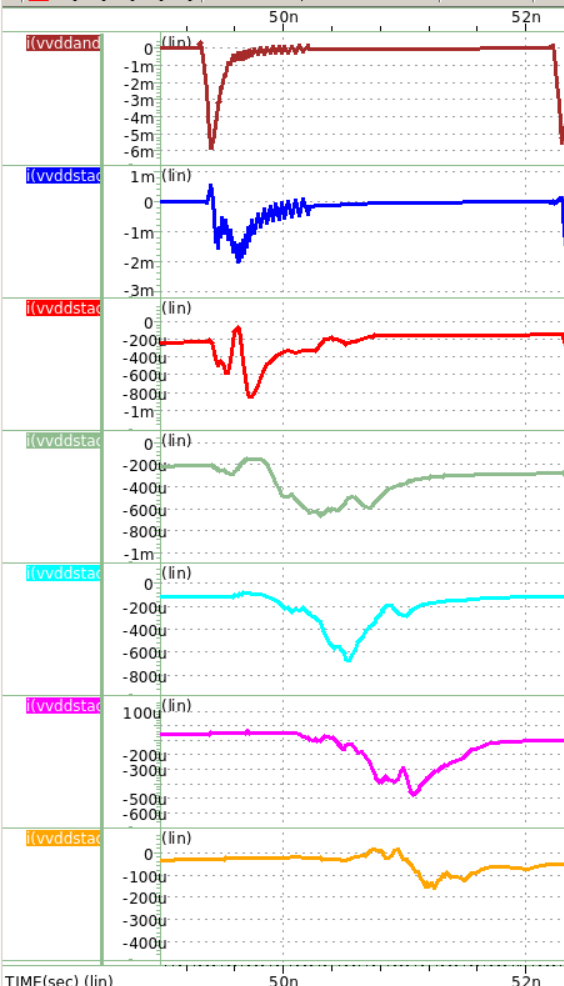 50n 52n
i(vvddand (lin)
0
-1m
-2m
-3m
-4m
-5m
-6m
i(vvddstac (lin)
1m
0
-1m
-2m
3m
i(vvddstac (lin)
0
-200u
-400u
-600u
-800u
-1m
i(vvddstac (lin)
0
-200u
-400u
-600u
-800u
-1m
i(vvddstac (lin)
0
-200u
-400u
-600u
-800u
i(vvddstac (lin)
100u
-200u
-300u
-500u
-600u
i(vvddstac (lin)
0
-100u
-200u
-300u
-400u
TIME(sec) (lin) 50n 52n